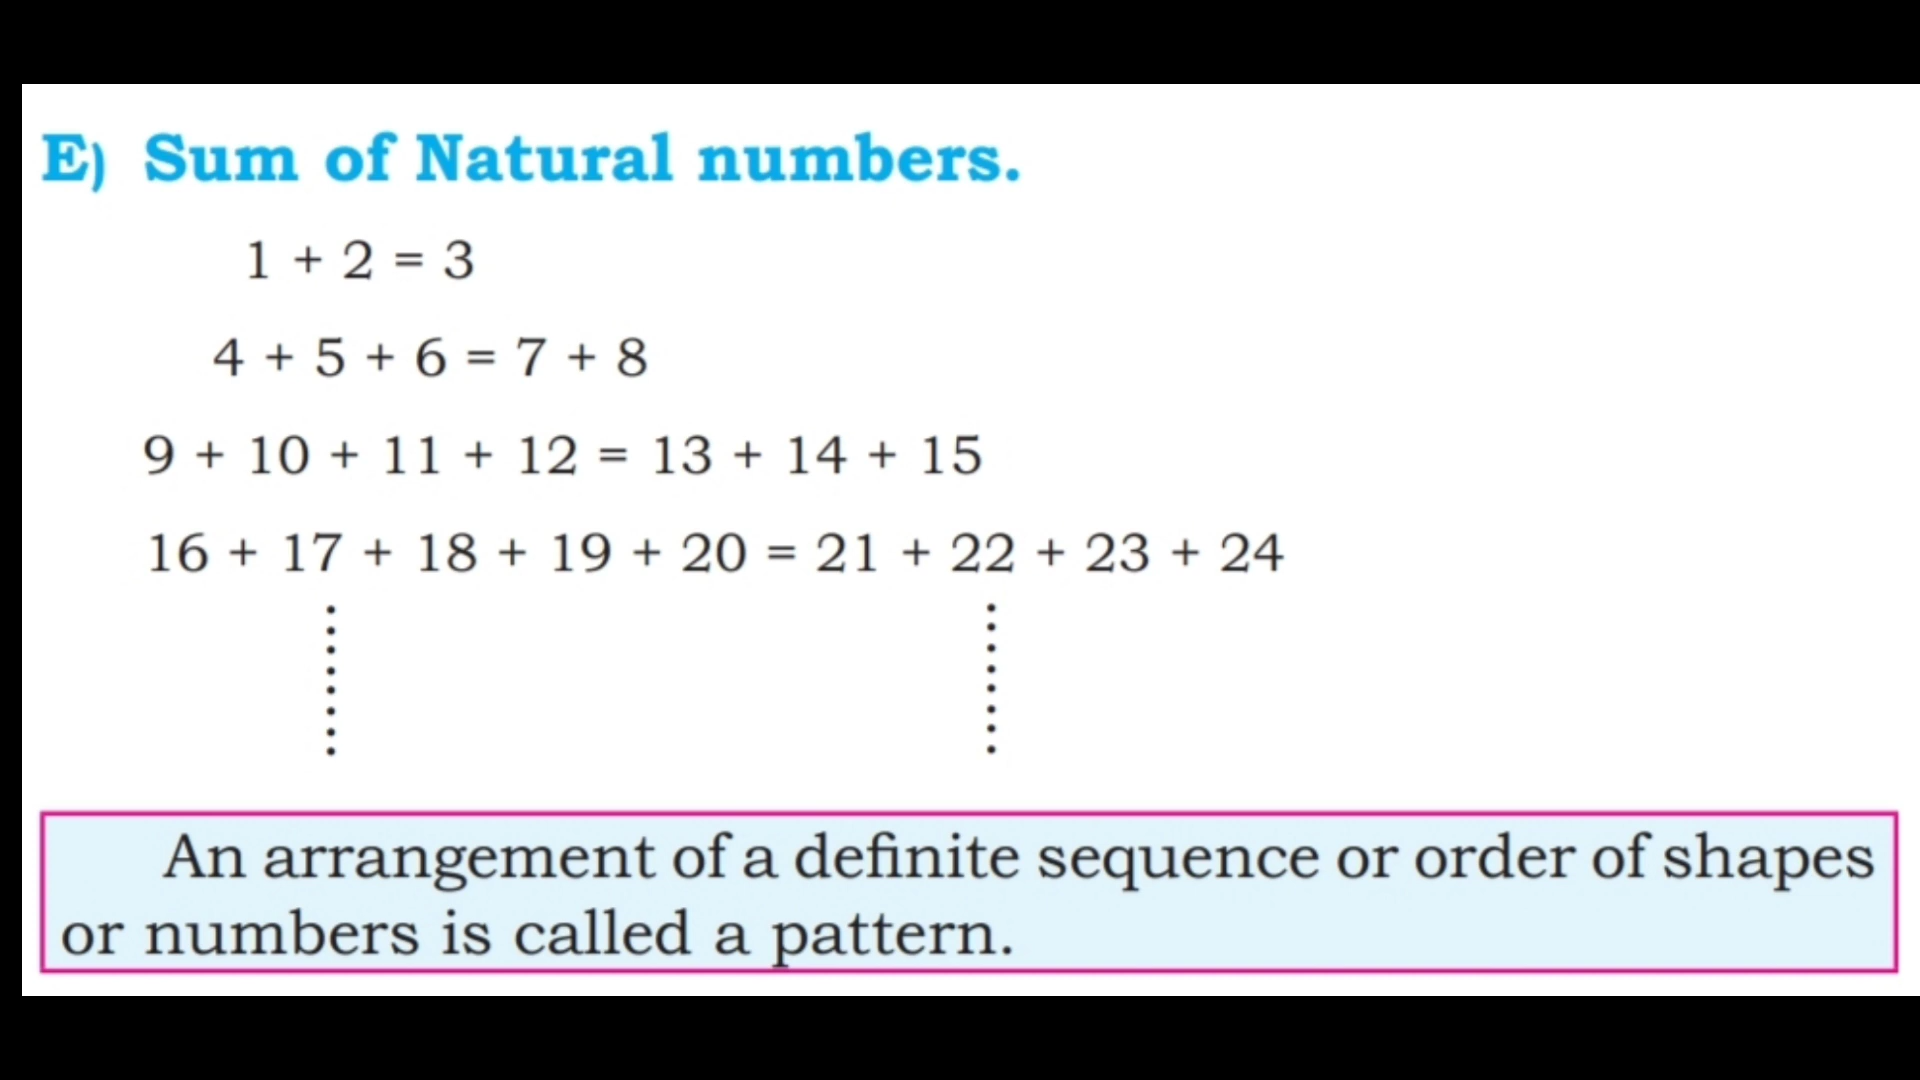 E) Sum of Natural numbers.
1 + 2 = 3
4 + 5 + 6 = 7 + 8
9 + 10 + 11 + 12 = 13 + 14 + 15
16 + 17 + 18 + 19 + 20 = 21 + 22 + 23 + 24
An arrangement of a definite sequence or order of shapes
or numbers is called a pattern.